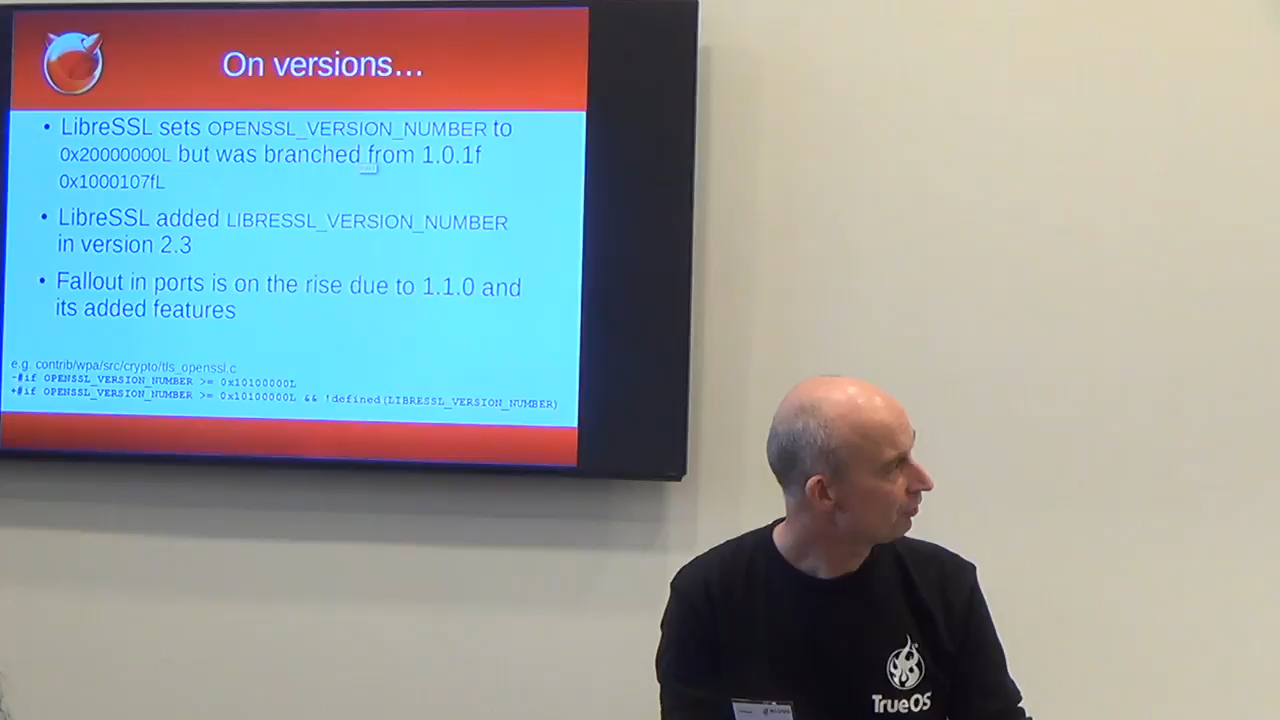 On versions…
• LibreSSL sets OPENSSL_VERSION_NUMBER to
0x20000000L but was branched from 1.0.1f
0x1000107fL
• LibreSSL added LIBRESSL_VERSION_NUMBER
in version 2.3
• Fallout in ports is on the rise due to 1.1.0 and
its added features
e.g. contrib/wpa/src/crypto/tls_openssl.c
-#if OPENSSL_VERSION_NUMBER >= 0x10100000L
+#if OPENSSL_VERSION_NUMBER >= 0x10100000L && !defined(LIBRESSL_VERSION_NUMBER)
TrueOS